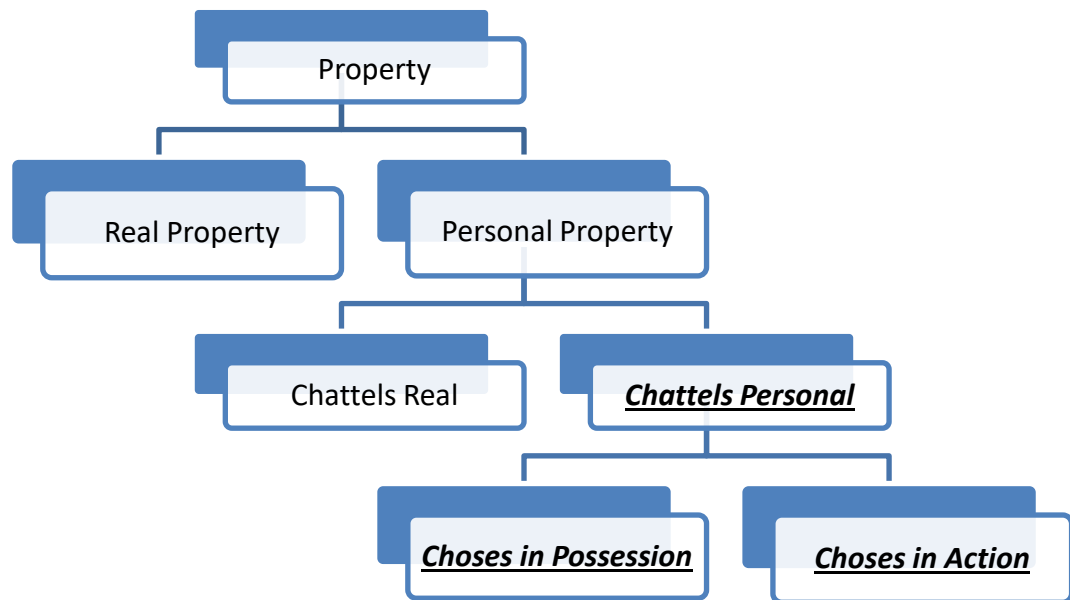 Property
Real Property
Personal Property
Chattels Real
Chattels Personal
Choses in Possession
Choses in Action